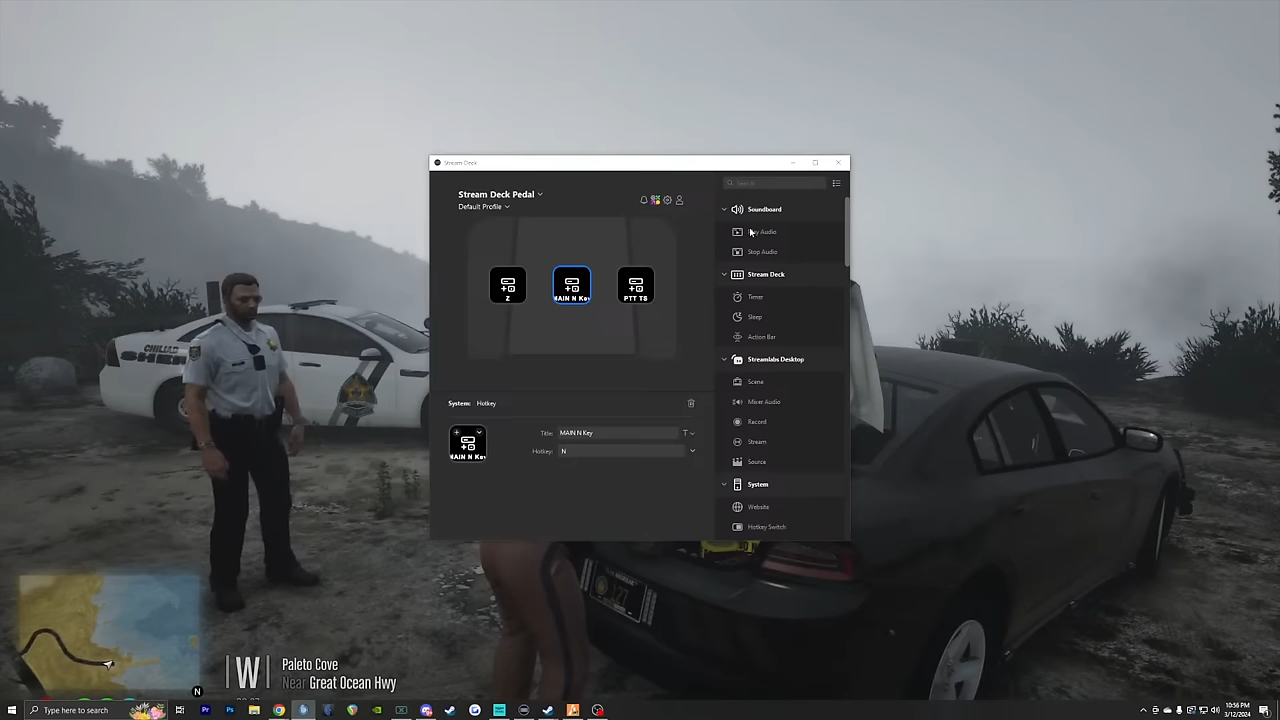 Stream Deck
Stream Deck Pedal
Default Profile
Z
MAIN N Key
PTT TS
System: Hotkey
MAIN N Key
Title: MAIN N Key
T
Hotkey: N
Soundboard
Play Audio
Stop Audio
Stream Deck
Timer
Sleep
Action Bar
Streamlabs Desktop
Scene
Mixer Audio
Record
Stream
Source
System
Website
Hotkey Switch
N
W
Paleto Cove
Near Great Ocean Hwy
Type here to search
Pr
Ps
10:56 PM
3/12/2024